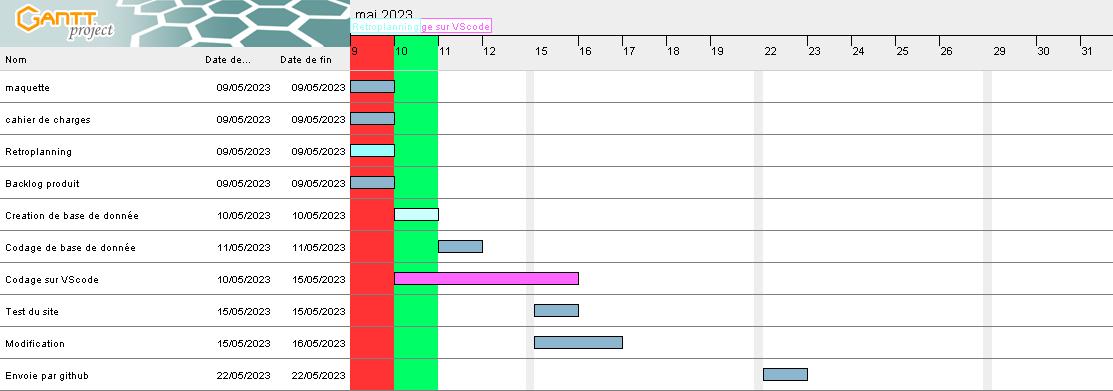 GANTT
project
mai 2023
Retroplanning ge sur VScode
9 10 11 12 15 16 17 18 19 22 23 24 25 26 29 30 31
Nom Date de... Date de fin
maquette 09/05/2023 09/05/2023
cahier de charges 09/05/2023 09/05/2023
Retroplanning 09/05/2023 09/05/2023
Backlog produit 09/05/2023 09/05/2023
Creation de base de donnée 10/05/2023 10/05/2023
Codage de base de donnée 11/05/2023 11/05/2023
Codage sur VScode 10/05/2023 15/05/2023
Test du site 15/05/2023 15/05/2023
Modification 15/05/2023 16/05/2023
Envoie par github 22/05/2023 22/05/2023